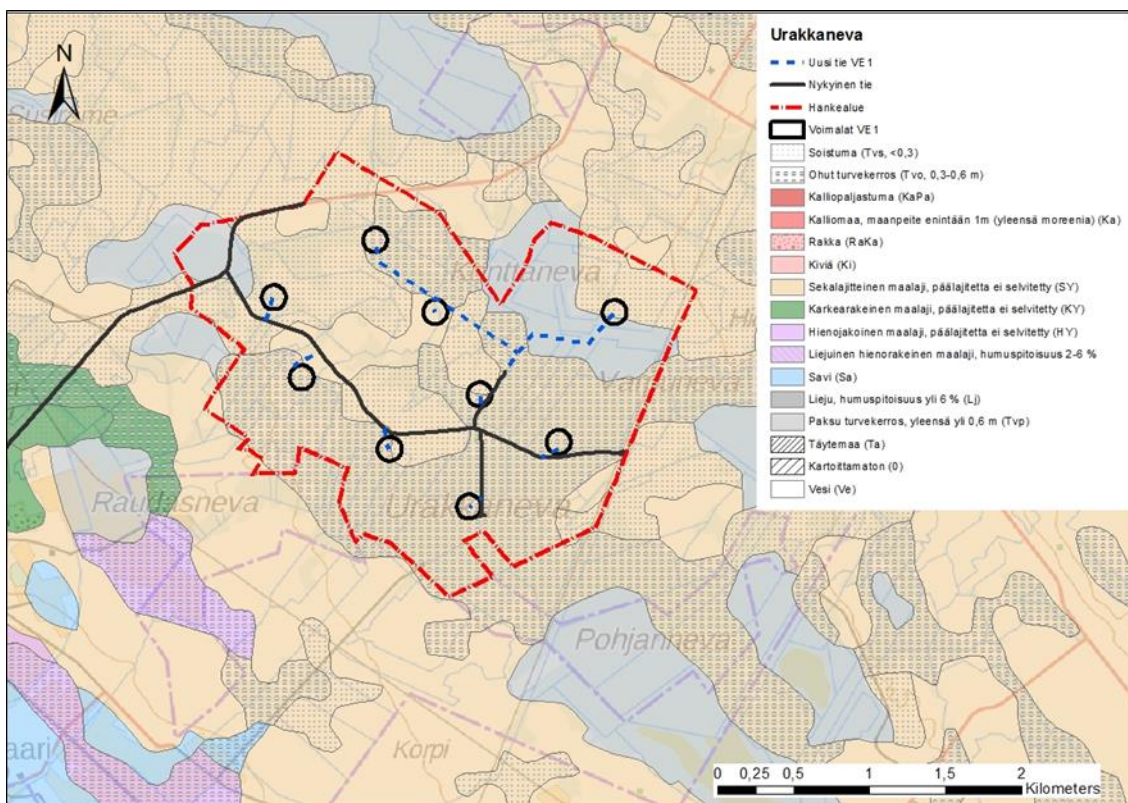 Urakkaneva
Uusi tie VE1
Nykyinen tie
Hankealue
Voimalat VE1
Soistuma (Tvs, <0,3)
Ohut turvekerros (Tvo, 0,3-0,6 m)
Kalliopaljastuma (KaPa)
Kalliomaa, maanpeite enintään 1m (yleensä moreenia) (Ka)
Rakka (RaKa)
Kiviä (Ki)
Sekalajitteinen maalaji, päälajitetta ei selvitetty (SY)
Karkearakeinen maalaji, päälajitetta ei selvitetty (KY)
Hienojakoinen maalaji, päälajitetta ei selvitetty (HY)
Liejuinen hienorakeinen maalaji, humuspitoisuus 2-6 %
Savi (Sa)
Lieju, humuspitoisuus yli 6 % (Lj)
Paksu turvekerros, yleensä yli 0,6 m (Tvp)
Täytemaa (Ta)
Kartoittamaton (0)
Vesi (Ve)
N
Raudasneva
Urakkaneva
Pohjanneva
Korpi
aari
0 0,25 0,5 1 1,5 2
Kilometers